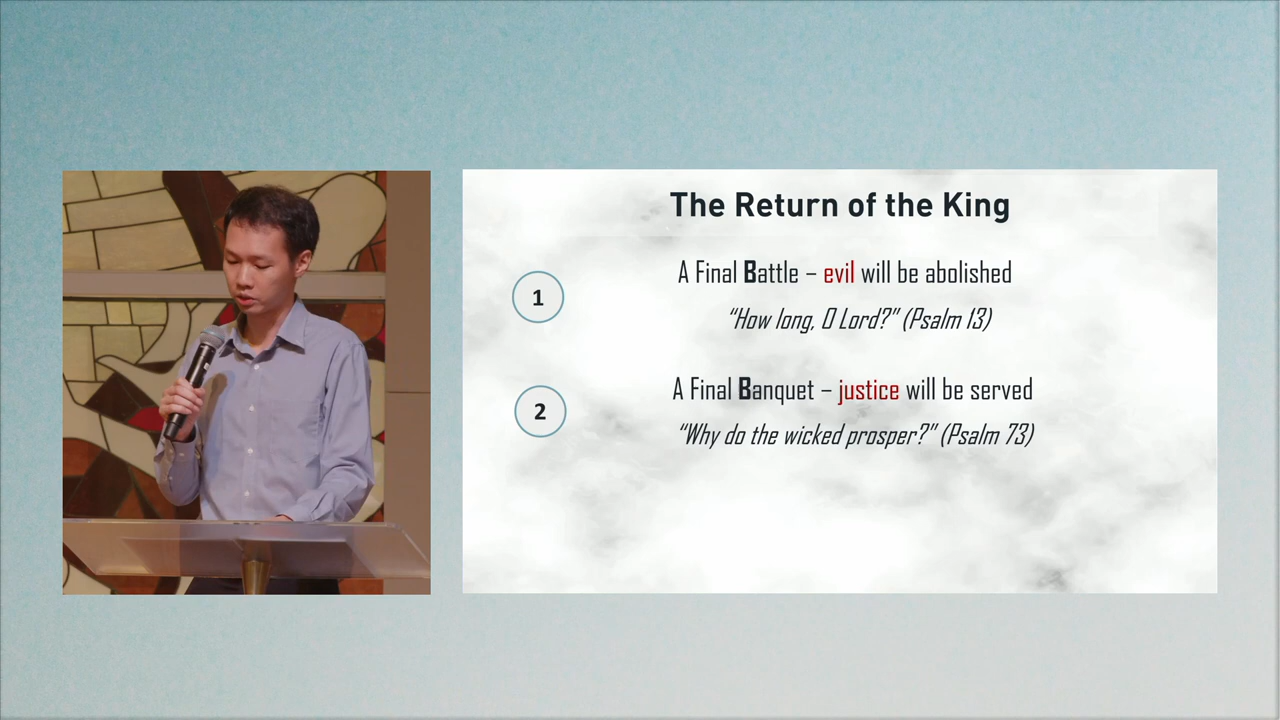 The Return of the King
1
A Final Battle – evil will be abolished
“How long, O Lord?” (Psalm 13)
2
A Final Banquet – justice will be served
“Why do the wicked prosper?” (Psalm 73)